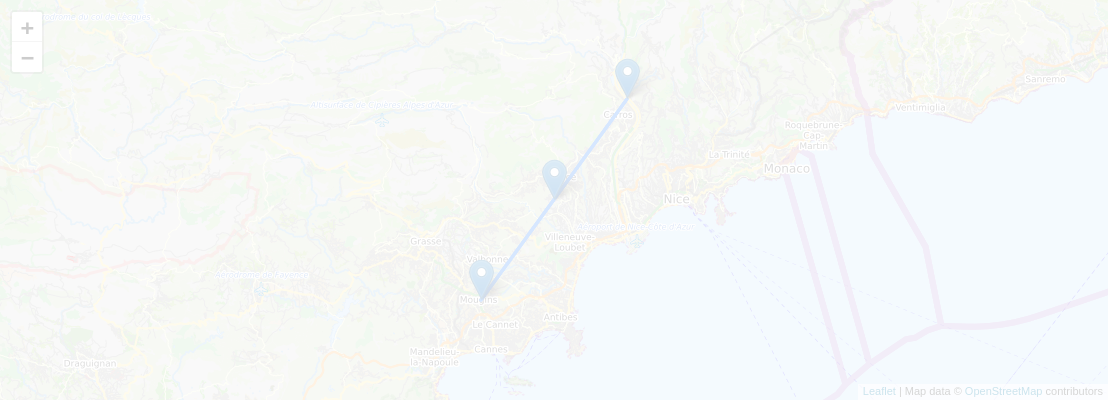 +
−
Sanremo
Ventimiglia
Carros
Roquebrune-
Cap-
Martin
La Trinité
Monaco
Nice
Grasse
Villeneuve-
Loubet
Valbonne
Mougins
Antibes
Le Cannet
Cannes
Mandelieu-
la-Napoule
Draguignan
Leaflet | Map data © OpenStreetMap contributors